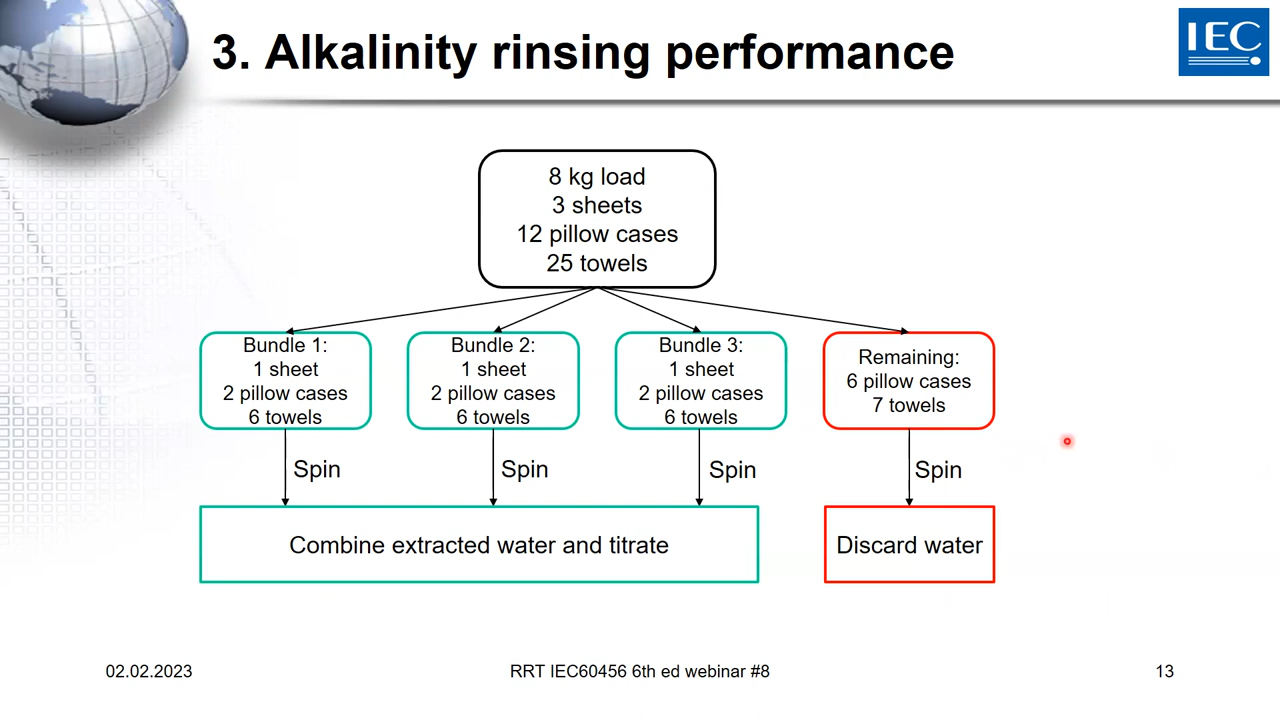 3. Alkalinity rinsing performance
IEC
8 kg load
3 sheets
12 pillow cases
25 towels
Bundle 1:
1 sheet
2 pillow cases
6 towels
Bundle 2:
1 sheet
2 pillow cases
6 towels
Bundle 3:
1 sheet
2 pillow cases
6 towels
Remaining:
6 pillow cases
7 towels
Spin
Spin
Spin
Spin
Combine extracted water and titrate
Discard water
02.02.2023
RRT IEC60456 6th ed webinar #8
13